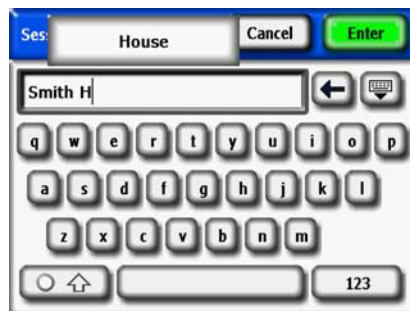 Ses House Cancel Enter
Smith H
q w e r t y u i o p
a s d f g h j k l
z x c v b n m
123